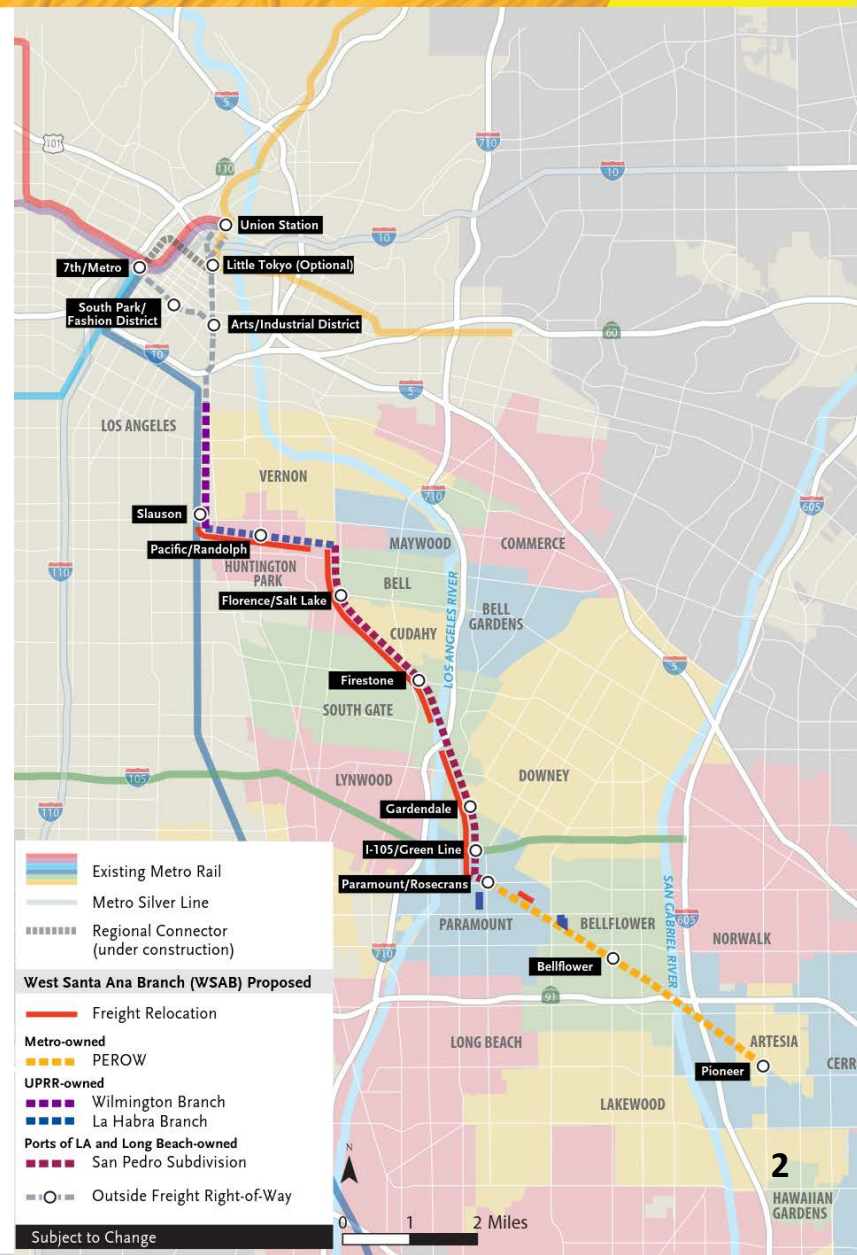 5
101
710
110
10
Union Station
10
7th/Metro
Little Tokyo (Optional)
South Park/
Fashion District
Arts/Industrial District
60
10
5
LOS ANGELES
VERNON
605
710
Slauson
Pacific/Randolph
MAYWOOD
COMMERCE
110
HUNTINGTON
PARK
BELL
Florence/Salt Lake
BELL
GARDENS
LOS ANGELES RIVER
CUDAHY
5
Firestone
SOUTH GATE
105
LYNWOOD
DOWNEY
110
Gardendale
I-105/Green Line
Paramount/Rosecrans
PARAMOUNT
BELLFLOWER
SAN GABRIEL RIVER
605
NORWALK
710
Bellflower
91
LONG BEACH
ARTESIA
CERR
Pioneer
LAKEWOOD
2
HAWAIIAN
GARDENS
Existing Metro Rail
Metro Silver Line
Regional Connector
(under construction)
West Santa Ana Branch (WSAB) Proposed
Freight Relocation
Metro-owned
PEROW
UPRR-owned
Wilmington Branch
La Habra Branch
Ports of LA and Long Beach-owned
San Pedro Subdivision
Outside Freight Right-of-Way
Subject to Change
N
0 1 2 Miles